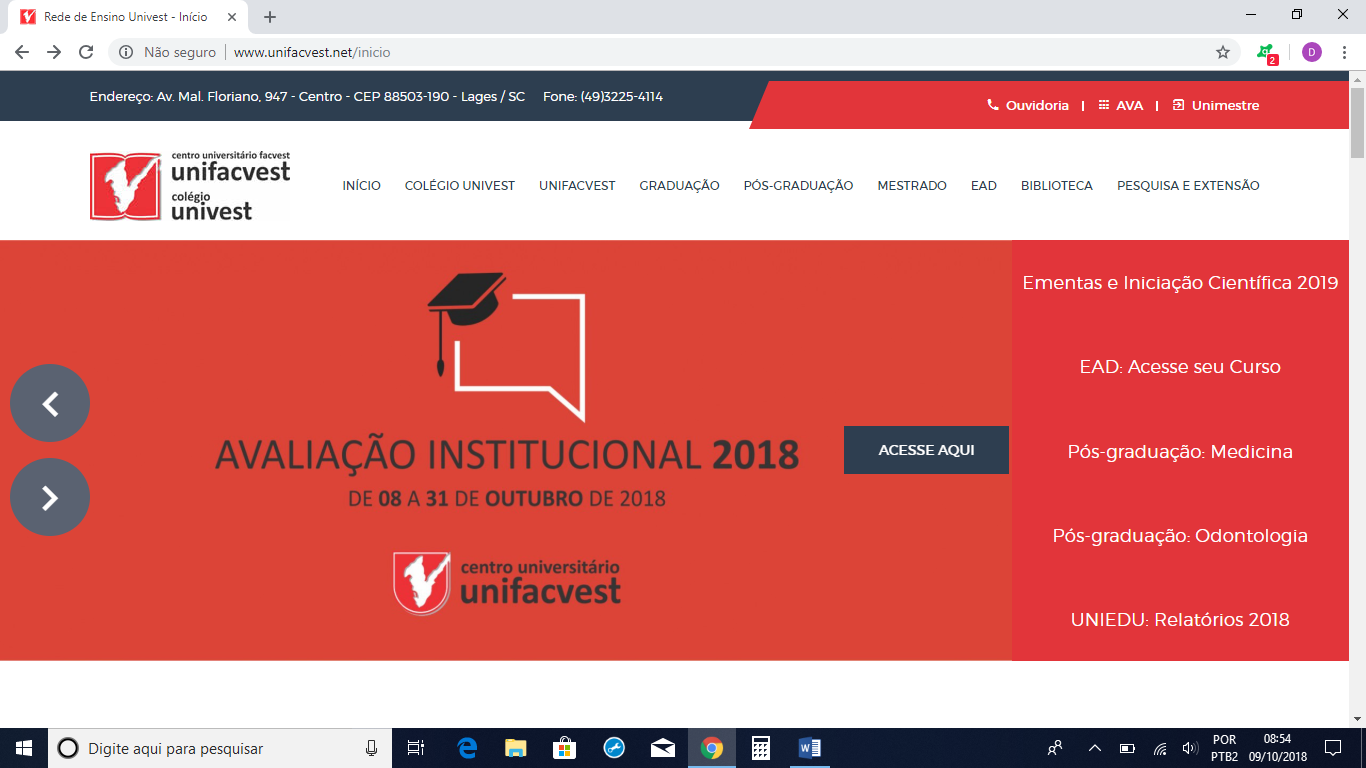 Rede de Ensino Univest - Início
Não seguro | www.unifacvest.net/inicio
2
D
Endereço: Av. Mal. Floriano, 947 - Centro - CEP 88503-190 - Lages / SC Fone: (49)3225-4114
Ouvidoria | AVA | Unimestre
centro universitário facvest
unifacvest
colégio
univest
INÍCIO COLÉGIO UNIVEST UNIFACVEST GRADUAÇÃO PÓS-GRADUAÇÃO MESTRADO EAD BIBLIOTECA PESQUISA E EXTENSÃO
AVALIAÇÃO INSTITUCIONAL 2018
DE 08 A 31 DE OUTUBRO DE 2018
centro universitário
unifacvest
ACESSE AQUI
Ementas e Iniciação Científica 2019
EAD: Acesse seu Curso
Pós-graduação: Medicina
Pós-graduação: Odontologia
UNIEDU: Relatórios 2018
Digite aqui para pesquisar
POR
PTB2
08:54
09/10/2018